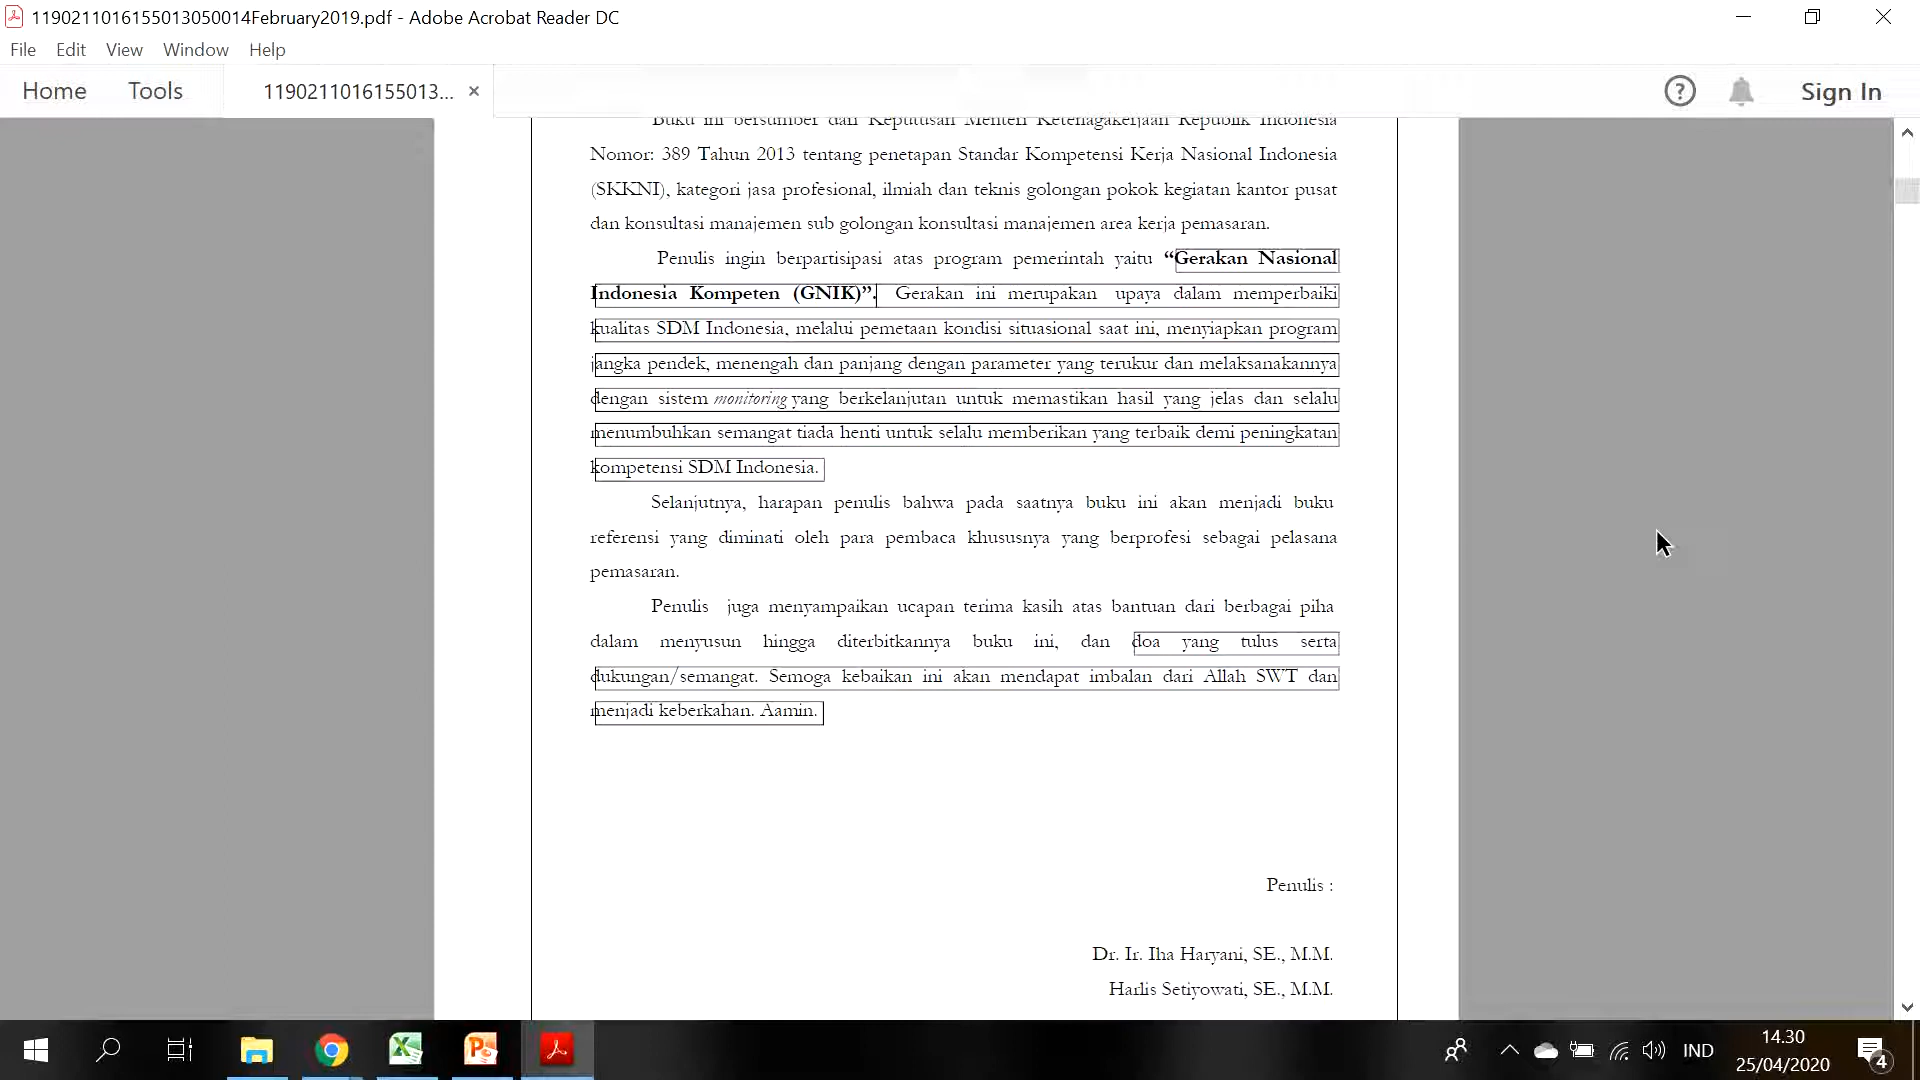 1190211016155013050014February2019.pdf - Adobe Acrobat Reader DC
File Edit View Window Help
Home Tools 1190211016155013... × Sign In
Buku ini bersumber dari Keputusan Menteri Ketenagakerjaan Republik Indonesia
Nomor: 389 Tahun 2013 tentang penetapan Standar Kompetensi Kerja Nasional Indonesia
(SKKNI), kategori jasa profesional, ilmiah dan teknis golongan pokok kegiatan kantor pusat
dan konsultasi manajemen sub golongan konsultasi manajemen area kerja pemasaran.
Penulis ingin berpartisipasi atas program pemerintah yaitu “Gerakan Nasional
Indonesia Kompeten (GNIK)”. Gerakan ini merupakan upaya dalam memperbaiki
kualitas SDM Indonesia, melalui pemetaan kondisi situasional saat ini, menyiapkan program
jangka pendek, menengah dan panjang dengan parameter yang terukur dan melaksanakannya
dengan sistem monitoring yang berkelanjutan untuk memastikan hasil yang jelas dan selalu
menumbuhkan semangat tiada henti untuk selalu memberikan yang terbaik demi peningkatan
kompetensi SDM Indonesia.
Selanjutnya, harapan penulis bahwa pada saatnya buku ini akan menjadi buku
referensi yang diminati oleh para pembaca khususnya yang berprofesi sebagai pelasana
pemasaran.
Penulis juga menyampaikan ucapan terima kasih atas bantuan dari berbagai piha
dalam menyusun hingga diterbitkannya buku ini, dan doa yang tulus serta
dukungan/semangat. Semoga kebaikan ini akan mendapat imbalan dari Allah SWT dan
menjadi keberkahan. Aamin.
Penulis :
Dr. Ir. Iha Haryani, SE., M.M.
Harlis Setiyowati, SE., M.M.
IND
14.30
25/04/2020
4